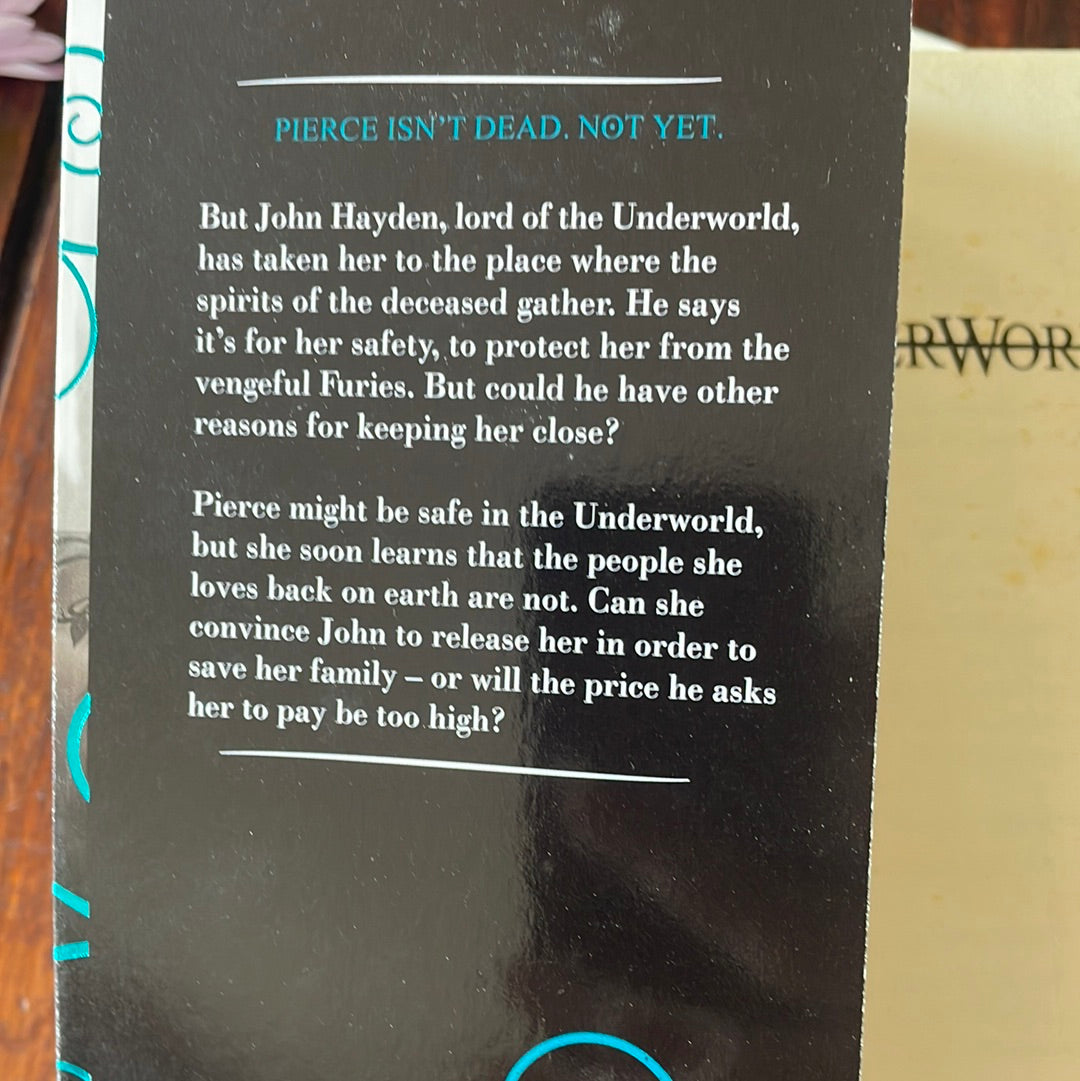 PIERCE ISN'T DEAD. NOT YET.
But John Hayden, lord of the Underworld,
has taken her to the place where the
spirits of the deceased gather. He says
it's for her safety, to protect her from the
vengeful Furies. But could he have other
reasons for keeping her close?
Pierce might be safe in the Underworld,
but she soon learns that the people she
loves back on earth are not. Can she
convince John to release her in order to
save her family – or will the price he asks
her to pay be too high?
RWOR